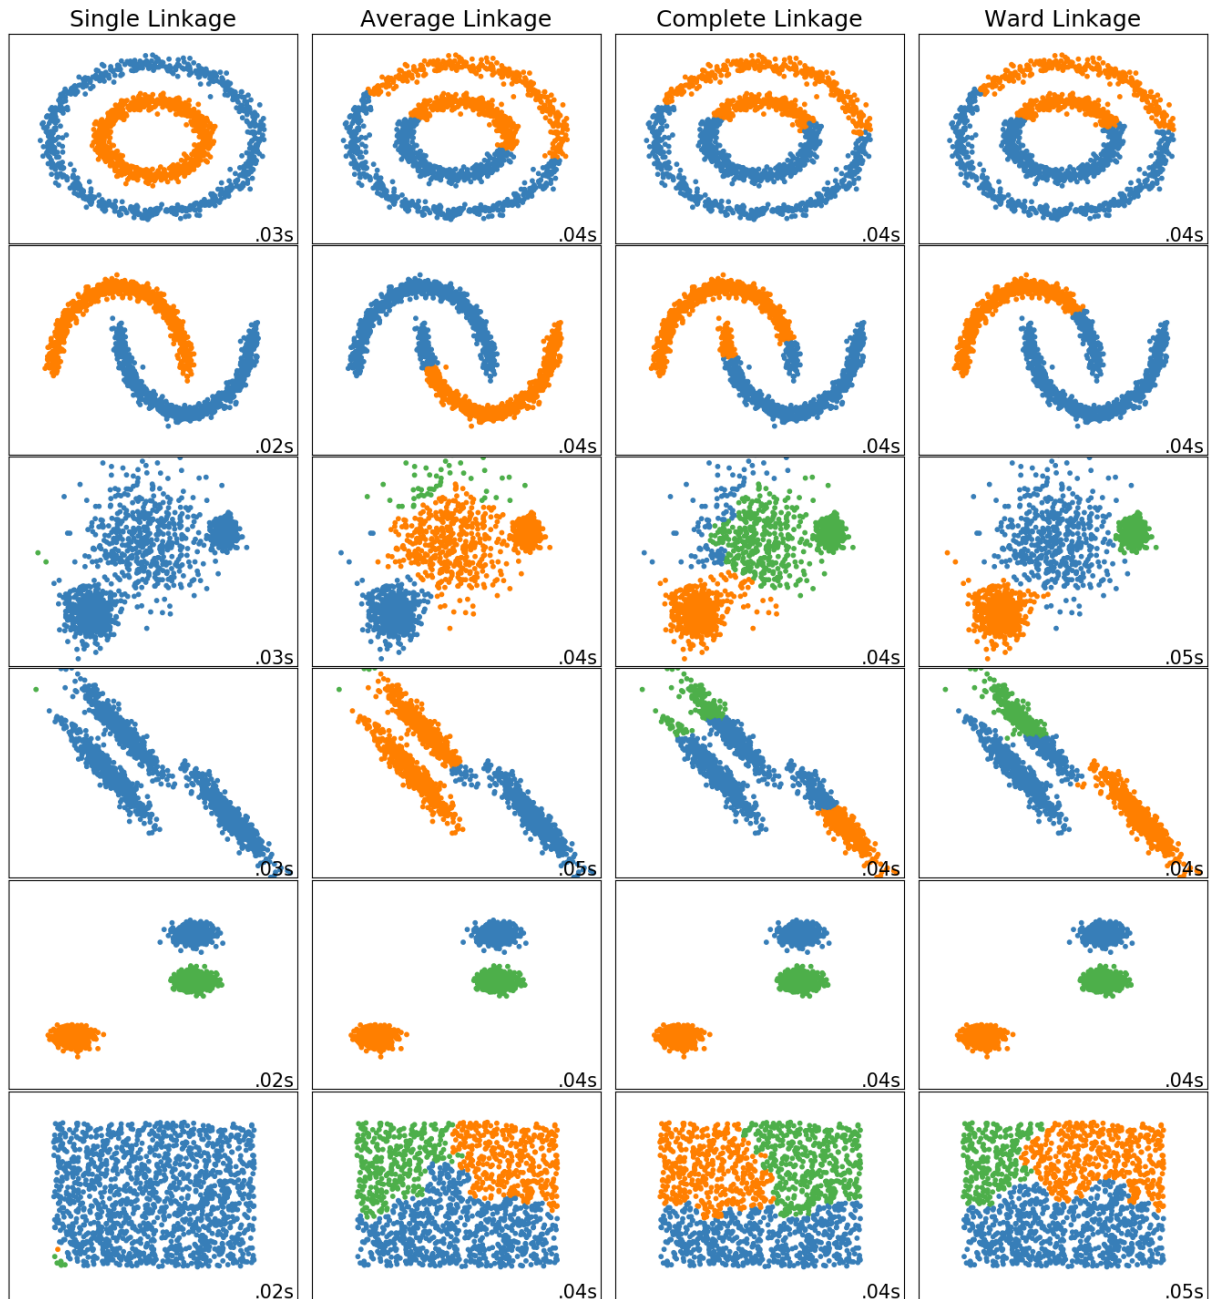 Single Linkage Average Linkage Complete Linkage Ward Linkage
.03s .04s .04s .04s
.02s .04s .04s .04s
.03s .04s .04s .05s
.03s .05s .04s .04s
.02s .04s .04s .04s
.02s .04s .04s .05s